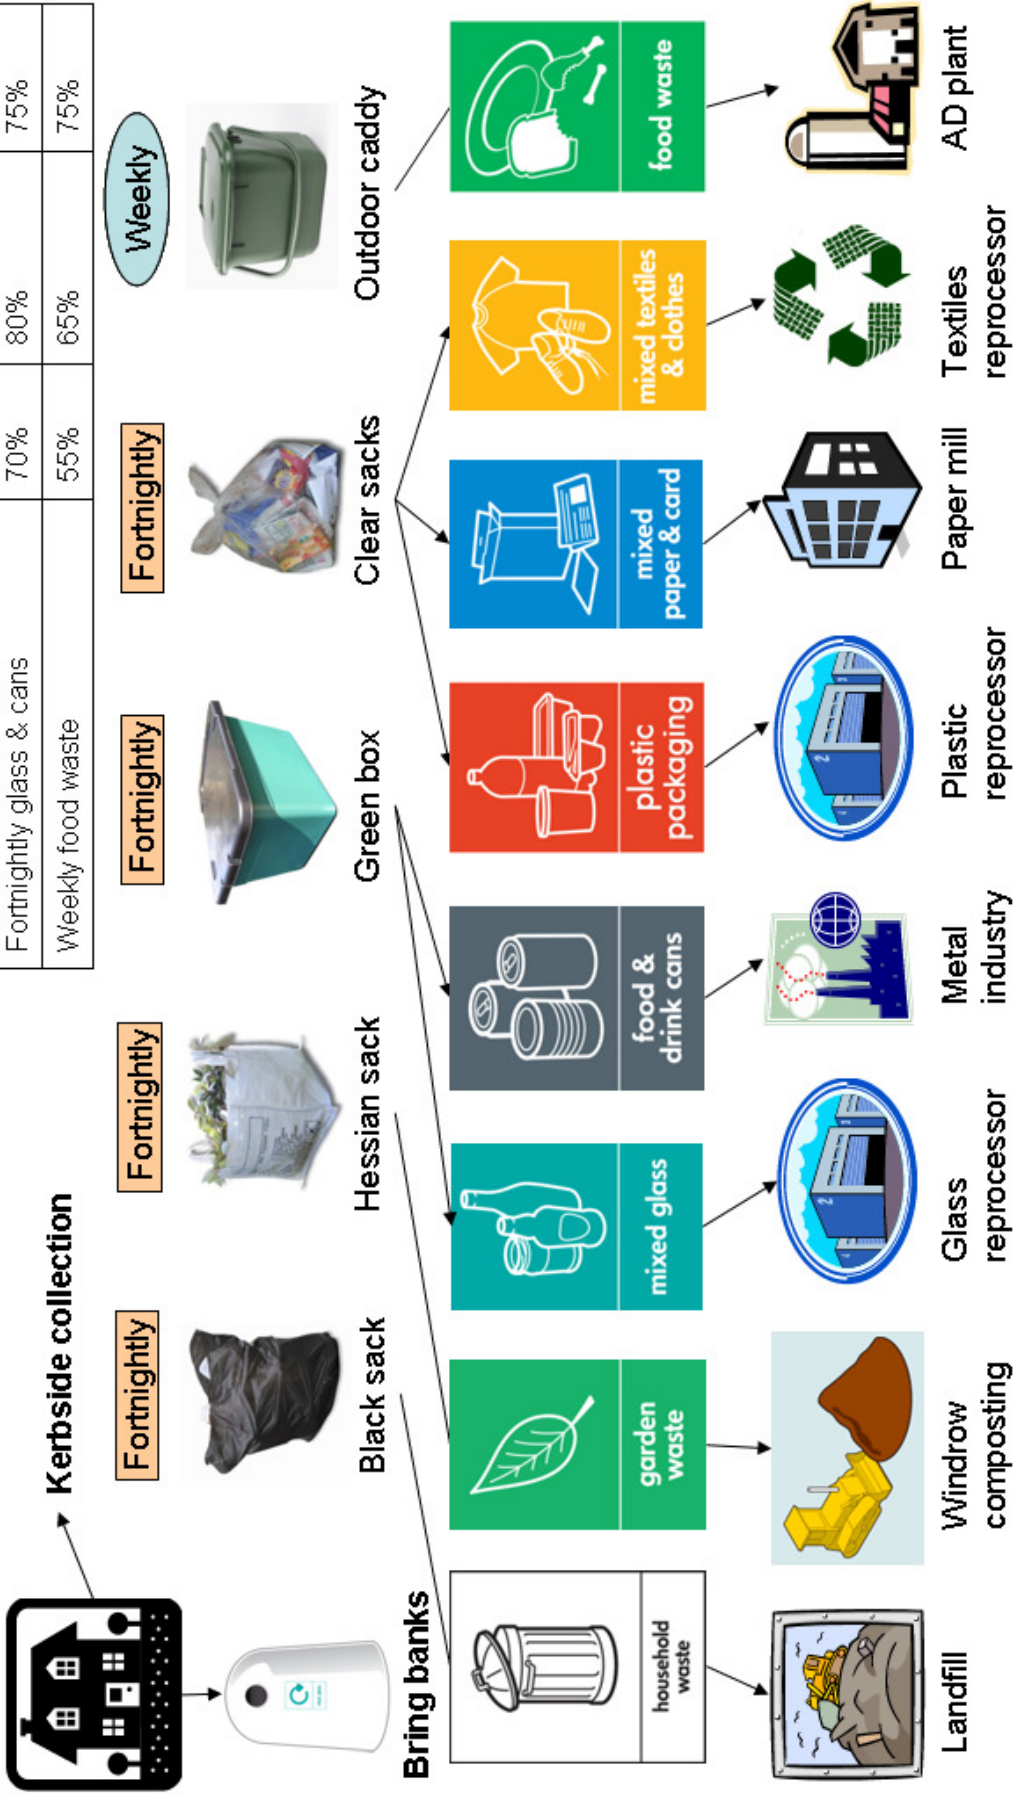 Fortnightly glass & cans 70% 80% 75%
Weekly food waste 55% 65% 75%
Kerbside collection
Fortnightly
Fortnightly
Fortnightly
Fortnightly
Weekly
Black sack
Hessian sack
Green box
Clear sacks
Outdoor caddy
Bring banks
household
waste
garden
waste
mixed glass
food &
drink cans
plastic
packaging
mixed
paper & card
mixed textiles
& clothes
food waste
Landfill
Windrow
composting
Glass
reprocessor
Metal
industry
Plastic
reprocessor
Paper mill
Textiles
reprocessor
AD plant